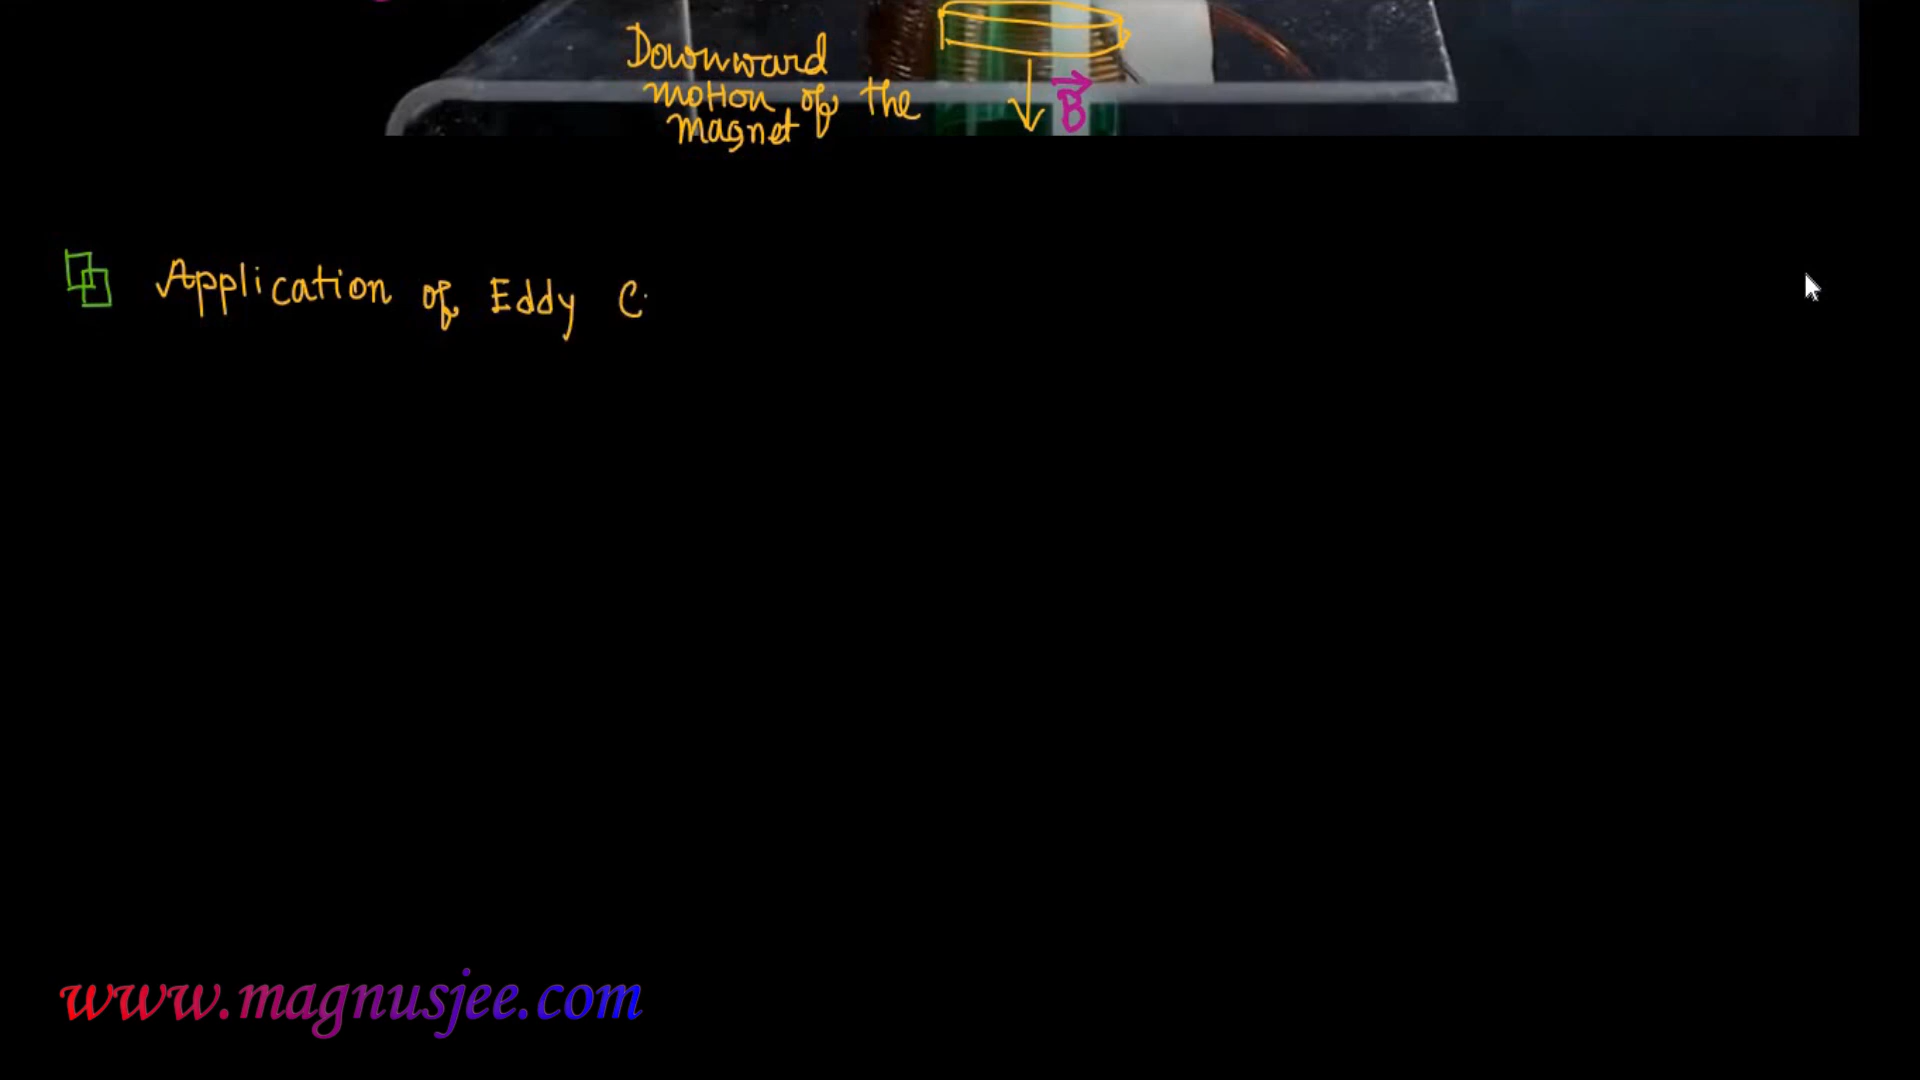 Downward
motion of the
magnet
B
Application of Eddy C
www.magnusjee.com